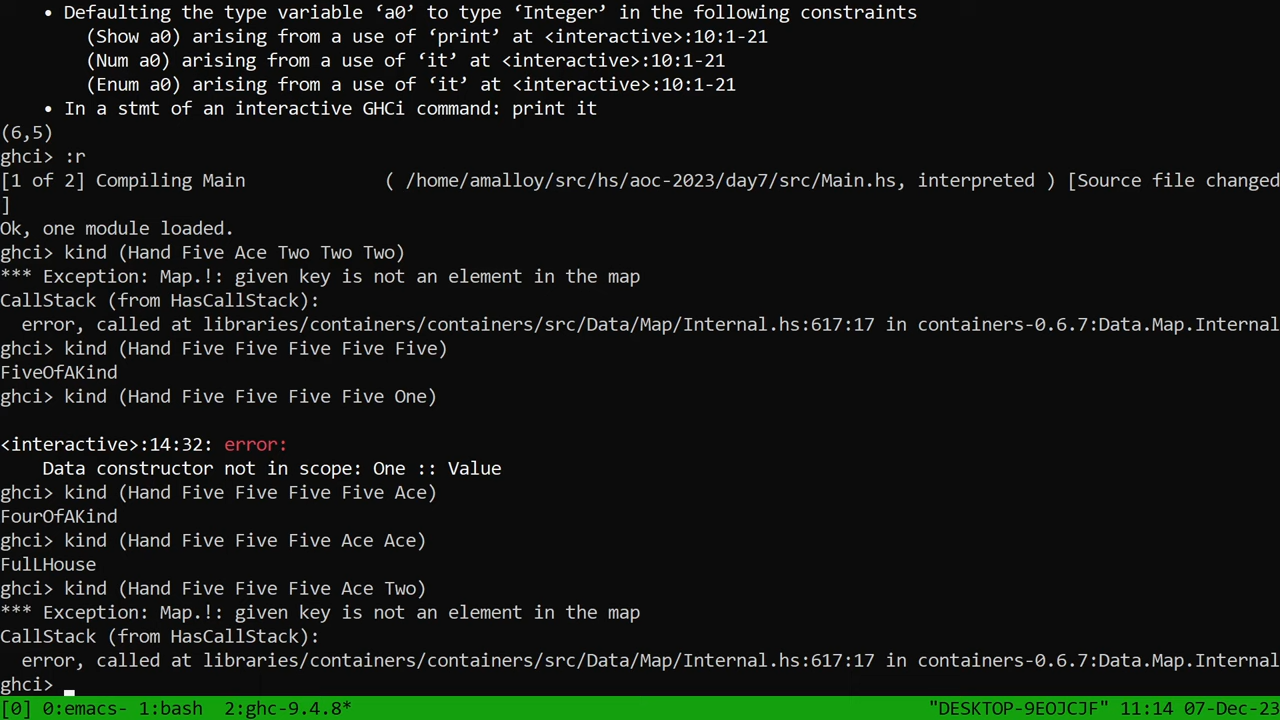 • Defaulting the type variable ‘a0’ to type ‘Integer’ in the following constraints
(Show a0) arising from a use of ‘print’ at <interactive>:10:1-21
(Num a0) arising from a use of ‘it’ at <interactive>:10:1-21
(Enum a0) arising from a use of ‘it’ at <interactive>:10:1-21
• In a stmt of an interactive GHCi command: print it
(6,5)
ghci> :r
[1 of 2] Compiling Main             ( /home/amalloy/src/hs/aoc-2023/day7/src/Main.hs, interpreted ) [Source file changed
]
Ok, one module loaded.
ghci> kind (Hand Five Ace Two Two Two)
*** Exception: Map.!: given key is not an element in the map
CallStack (from HasCallStack):
  error, called at libraries/containers/containers/src/Data/Map/Internal.hs:617:17 in containers-0.6.7:Data.Map.Internal
ghci> kind (Hand Five Five Five Five Five)
FiveOfAKind
ghci> kind (Hand Five Five Five Five One)
<interactive>:14:32: error:
    Data constructor not in scope: One :: Value
ghci> kind (Hand Five Five Five Five Ace)
FourOfAKind
ghci> kind (Hand Five Five Five Ace Ace)
FulLHouse
ghci> kind (Hand Five Five Five Ace Two)
*** Exception: Map.!: given key is not an element in the map
CallStack (from HasCallStack):
  error, called at libraries/containers/containers/src/Data/Map/Internal.hs:617:17 in containers-0.6.7:Data.Map.Internal
ghci>
[0] 0:emacs- 1:bash  2:ghc-9.4.8* "DESKTOP-9EOJCJF" 11:14 07-Dec-23